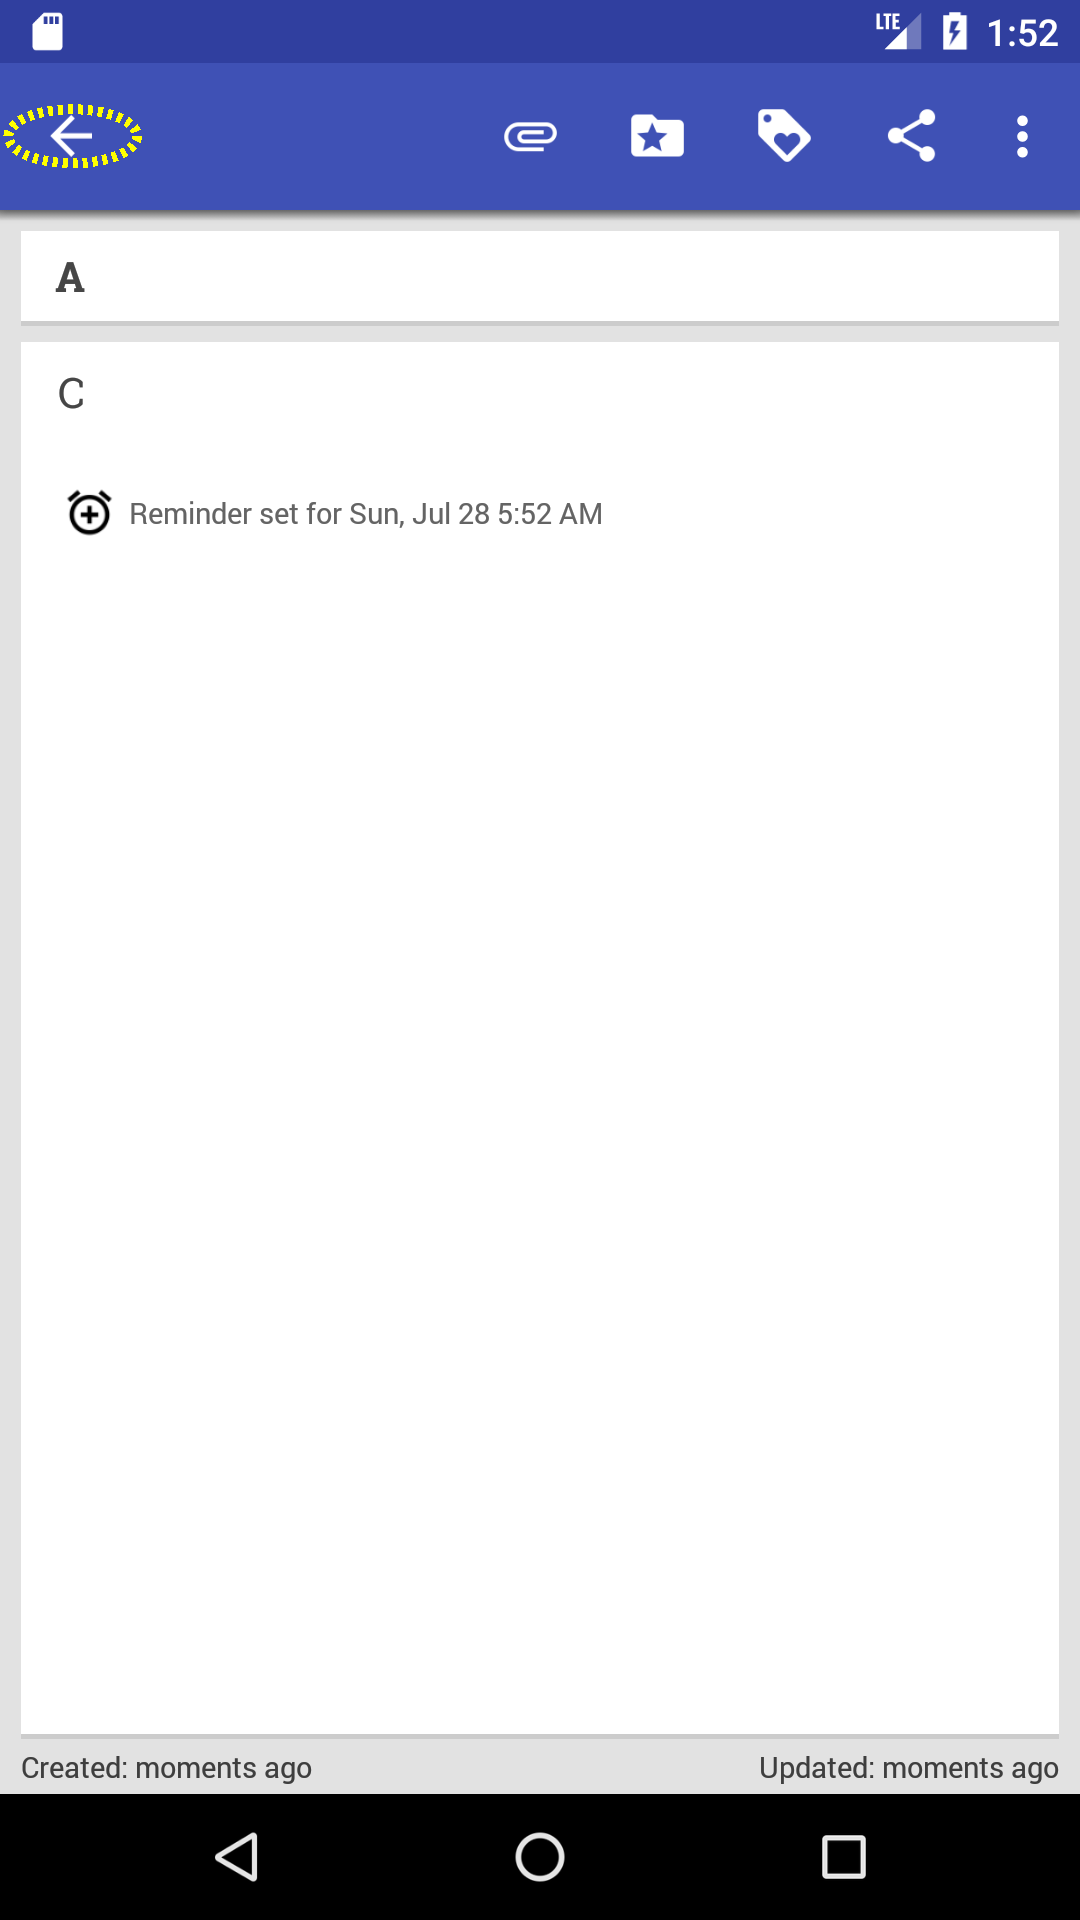 LTE 1:52
A
C
Reminder set for Sun, Jul 28 5:52 AM
Created: moments ago Updated: moments ago